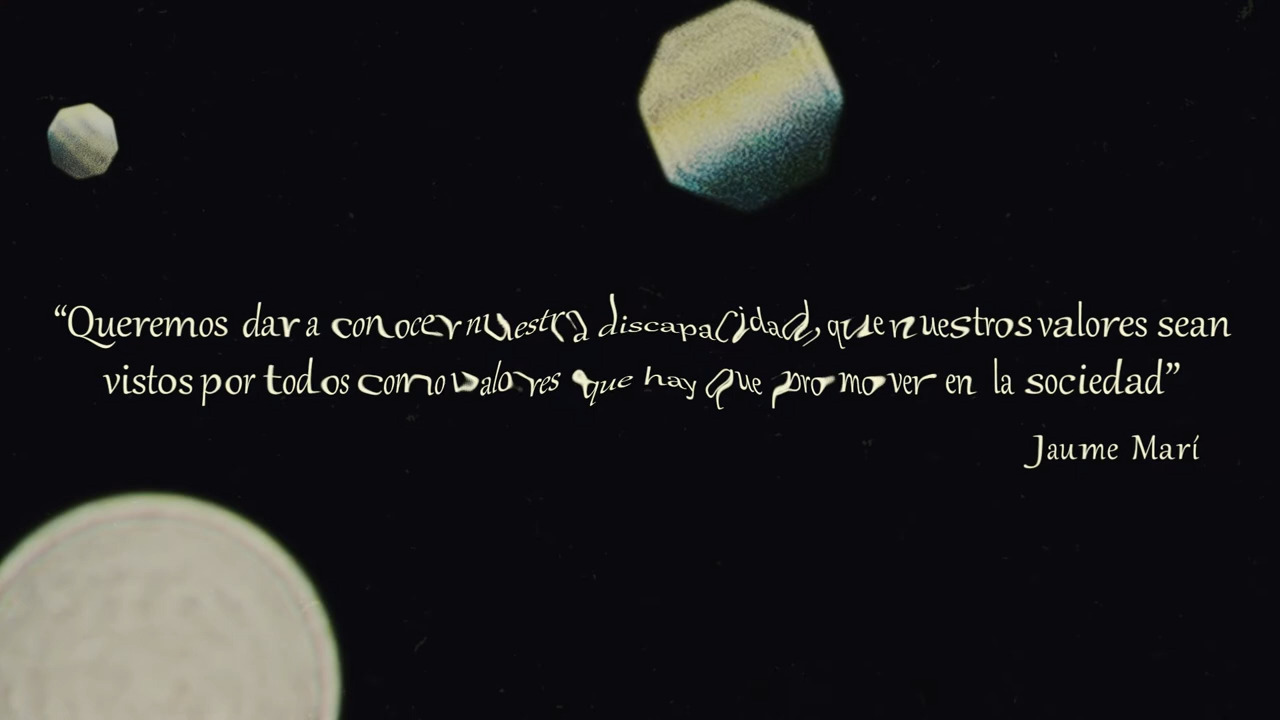 “Queremos dar a conocer nuestra discapacidad, que nuestros valores sean
vistos por todos como valores que hay que promover en la sociedad”
Jaume Marí